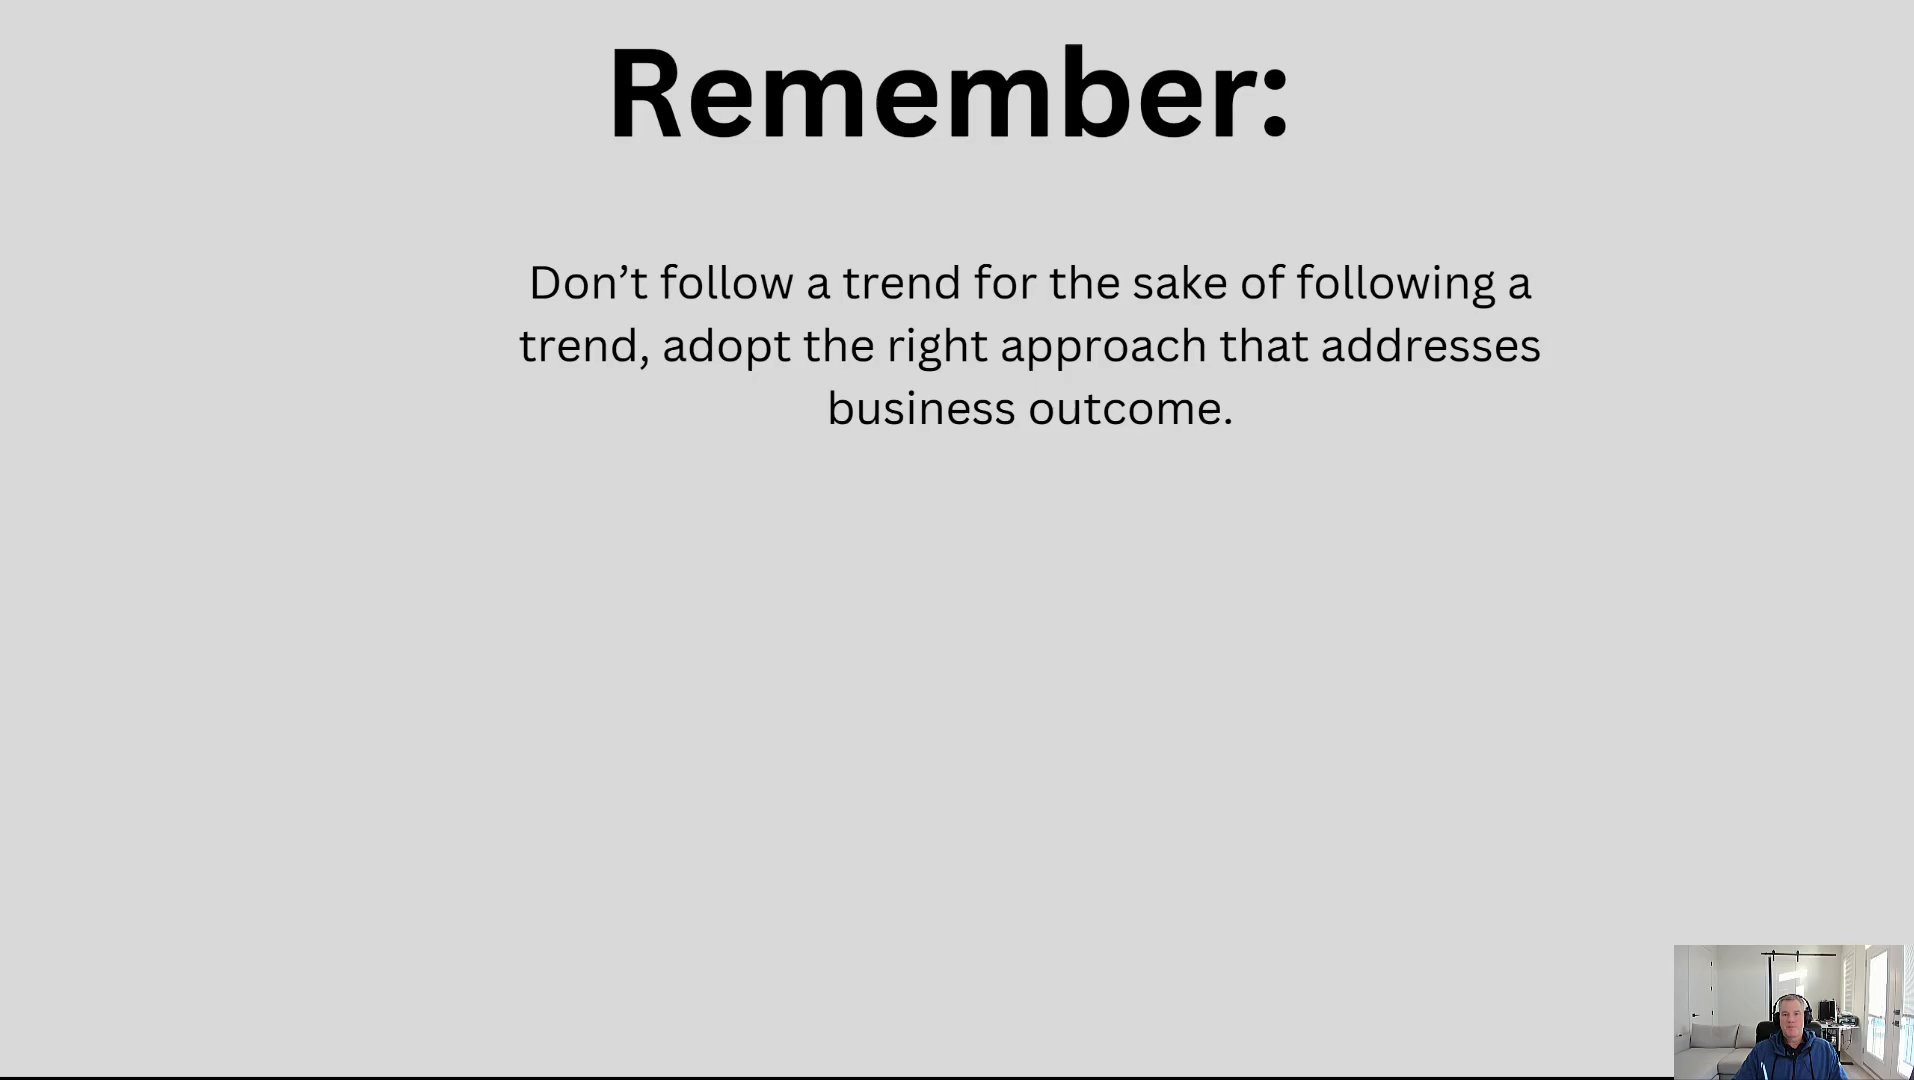 Remember:
Don’t follow a trend for the sake of following a
trend, adopt the right approach that addresses
business outcome.